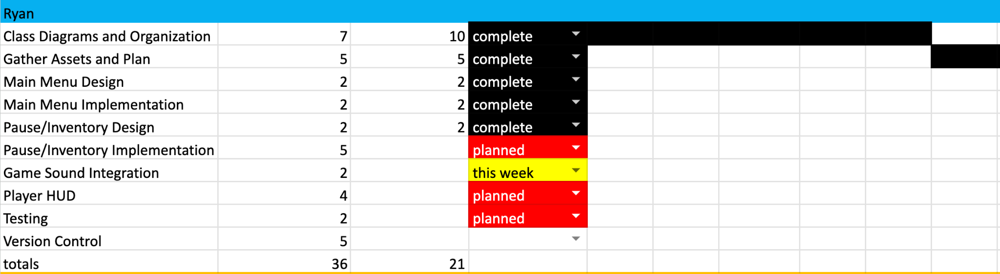 Ryan
Class Diagrams and Organization 7 10 complete
Gather Assets and Plan 5 5 complete
Main Menu Design 2 2 complete
Main Menu Implementation 2 2 complete
Pause/Inventory Design 2 2 complete
Pause/Inventory Implementation 5 planned
Game Sound Integration 2 this week
Player HUD 4 planned
Testing 2 planned
Version Control 5
totals 36 21